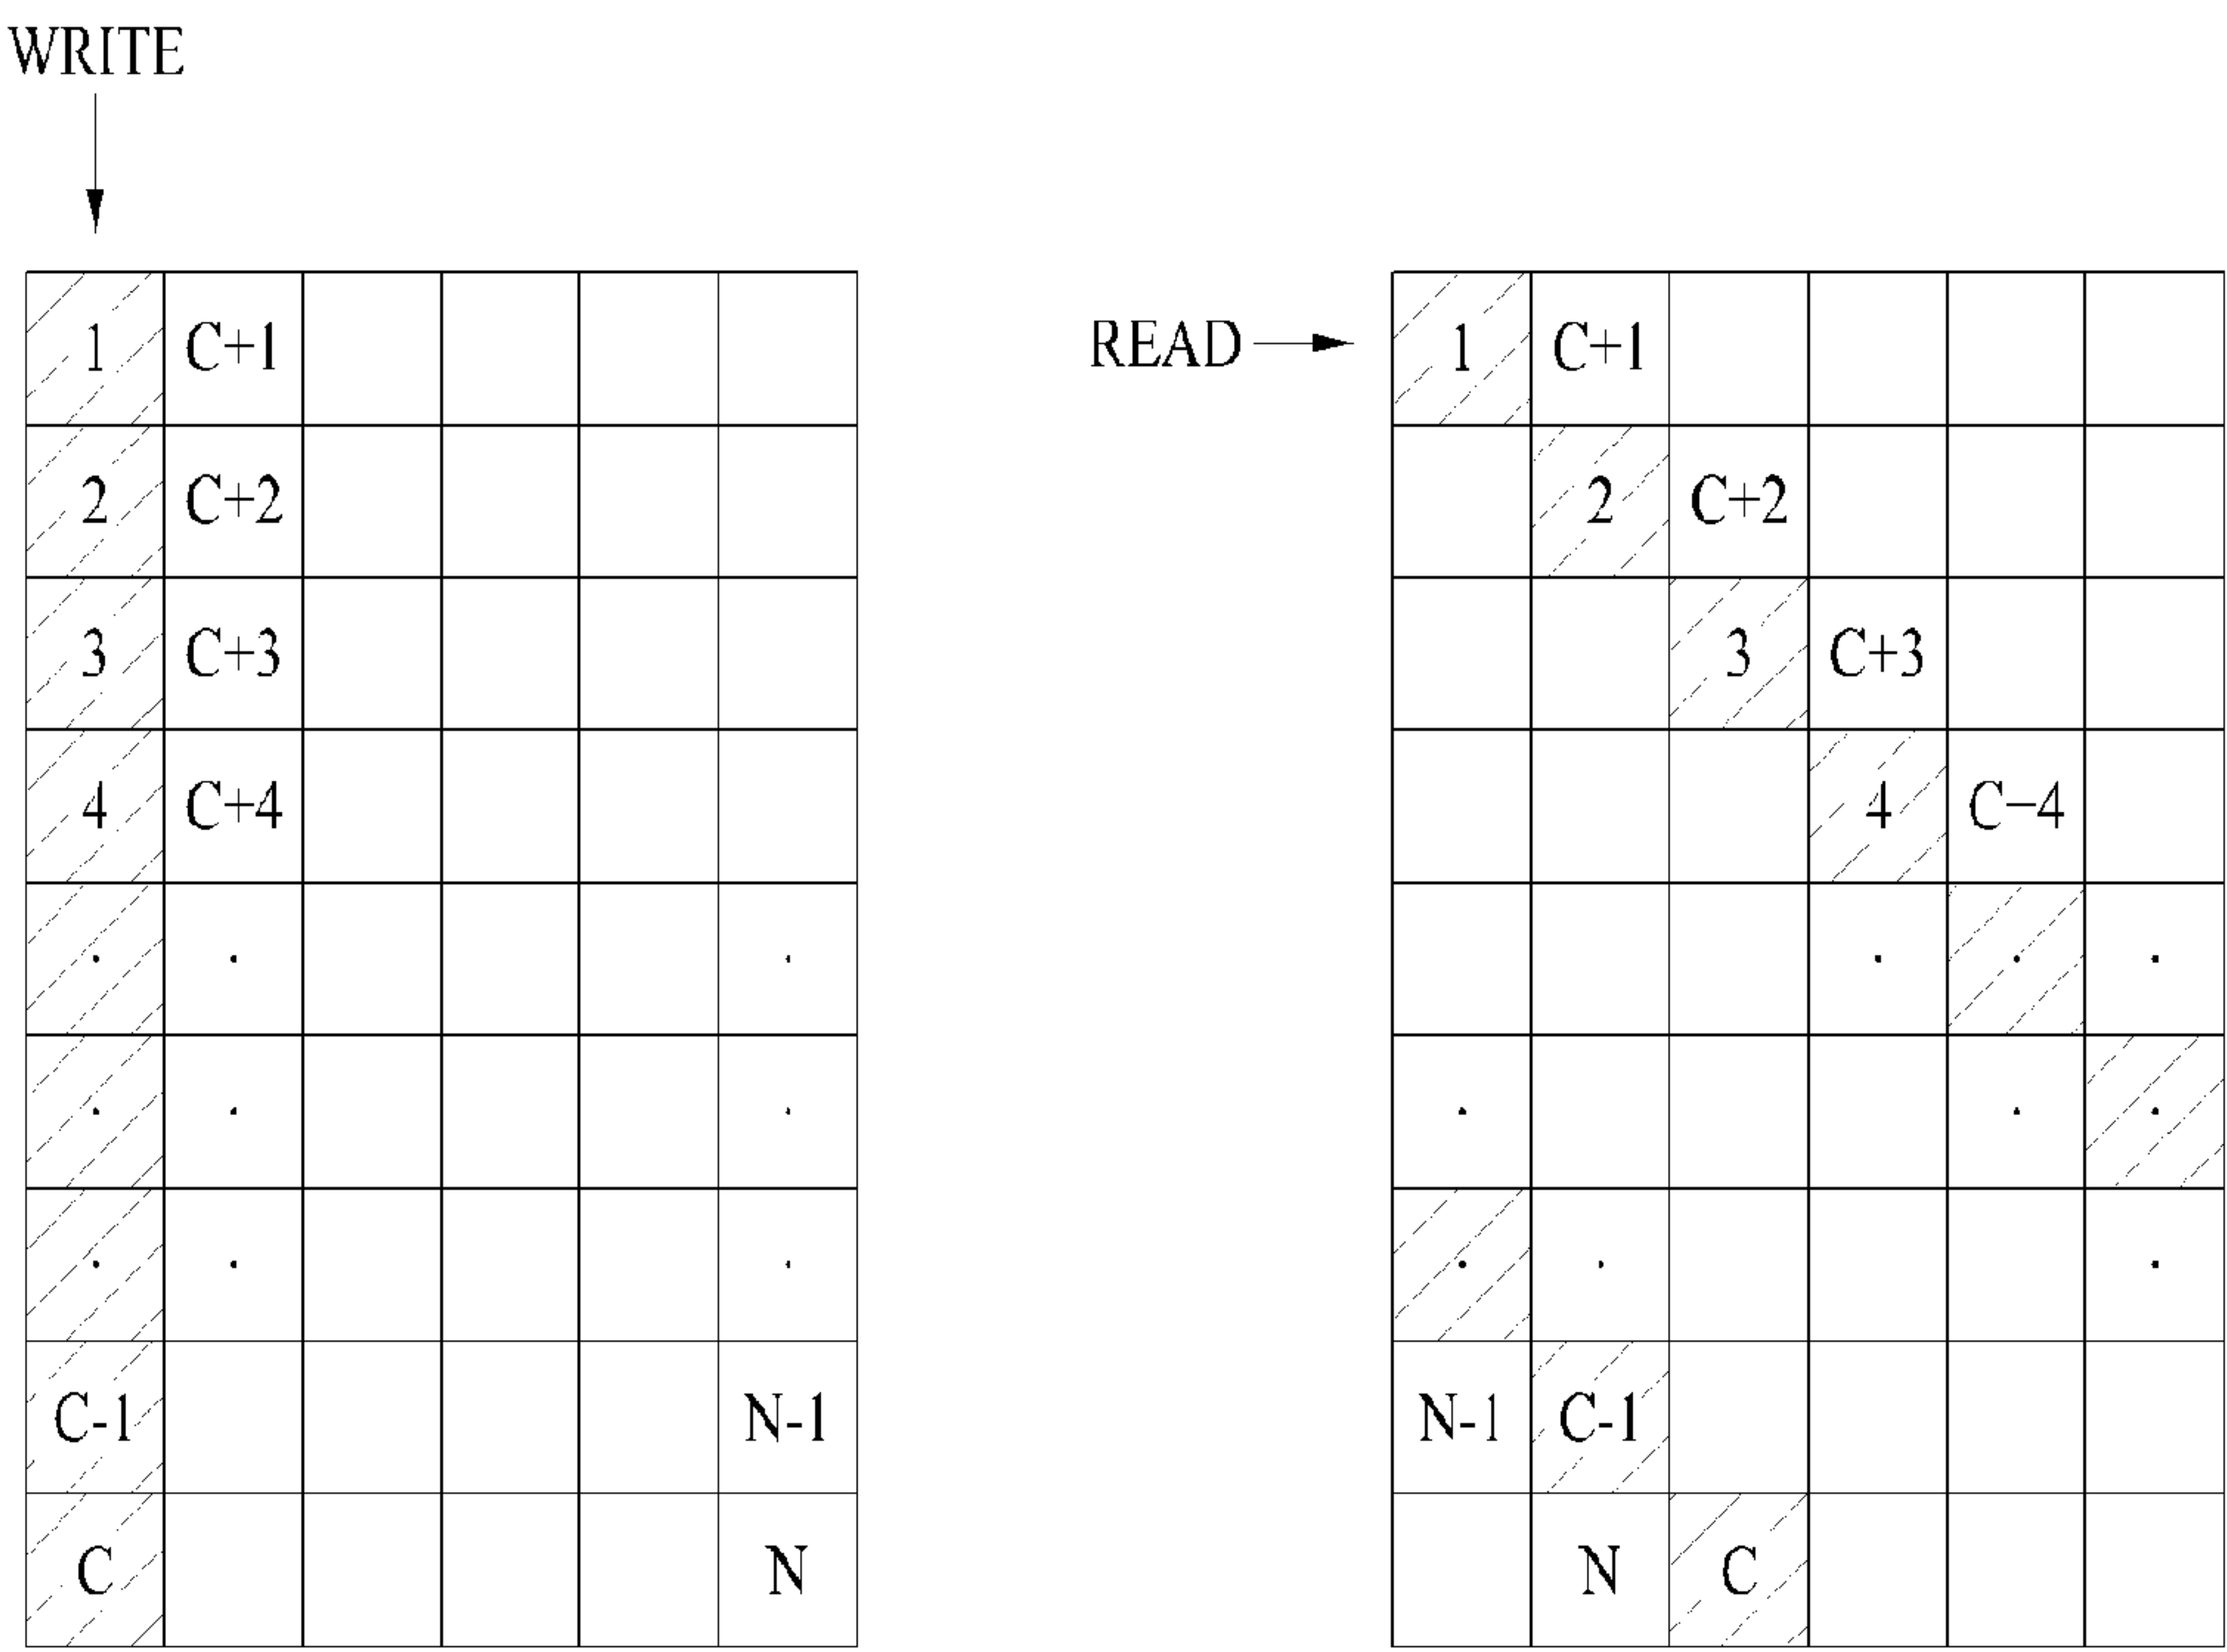 WRITE
1 C+1
2 C+2
3 C+3
4 C+4
C-1 N-1
C N
READ
1 C+1
2 C+2
3 C+3
4 C-4
N-1 C-1
N C